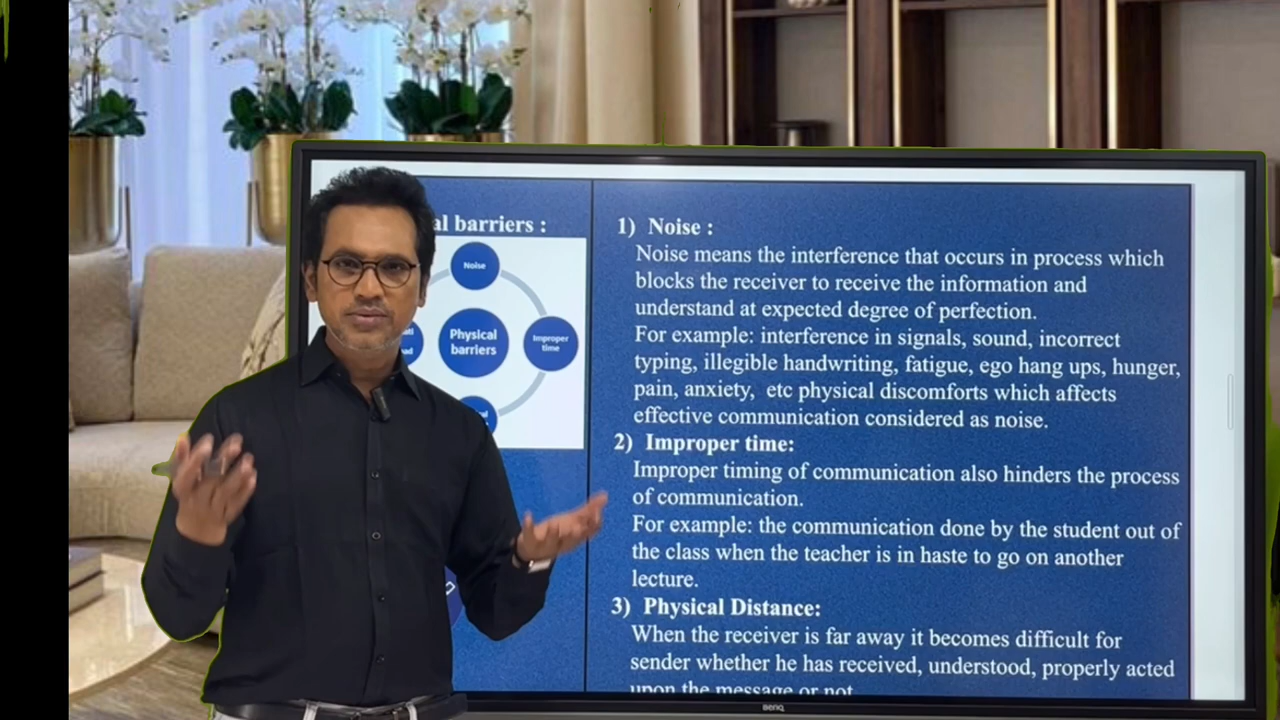 al barriers :
Noise
Physical
barriers
Improper
time
1) Noise :
Noise means the interference that occurs in process which
blocks the receiver to receive the information and
understand at expected degree of perfection.
For example: interference in signals, sound, incorrect
typing, illegible handwriting, fatigue, ego hang ups, hunger,
pain, anxiety, etc physical discomforts which affects
effective communication considered as noise.
2) Improper time:
Improper timing of communication also hinders the process
of communication.
For example: the communication done by the student out of
the class when the teacher is in haste to go on another
lecture.
3) Physical Distance:
When the receiver is far away it becomes difficult for
sender whether he has received, understood, properly acted
upon the message or not
BenQ